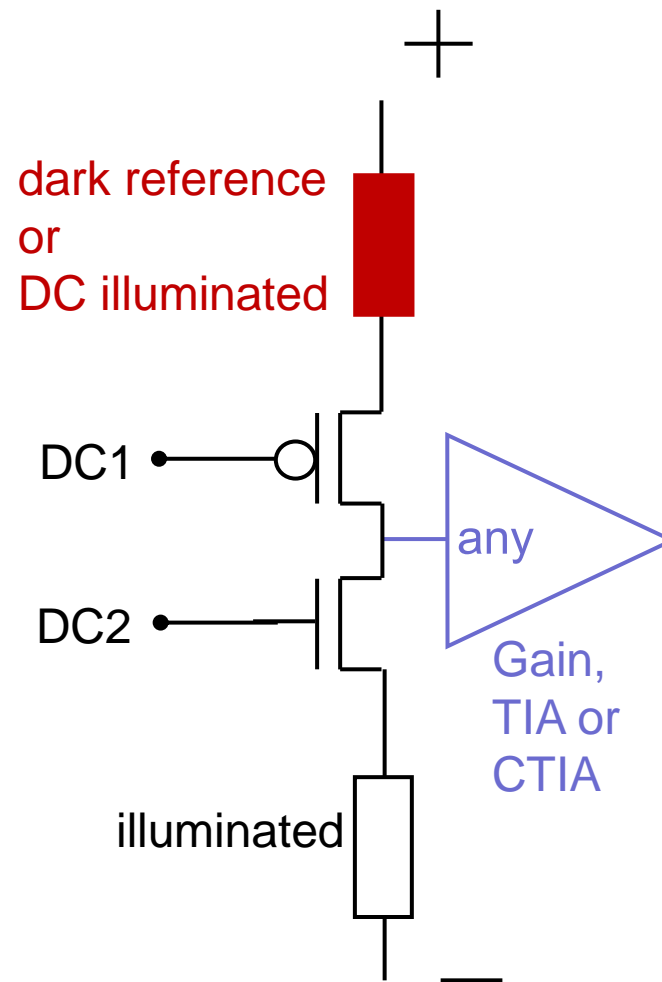 +
dark reference
or
DC illuminated
DC1
any
DC2
Gain,
TIA or
CTIA
illuminated
–